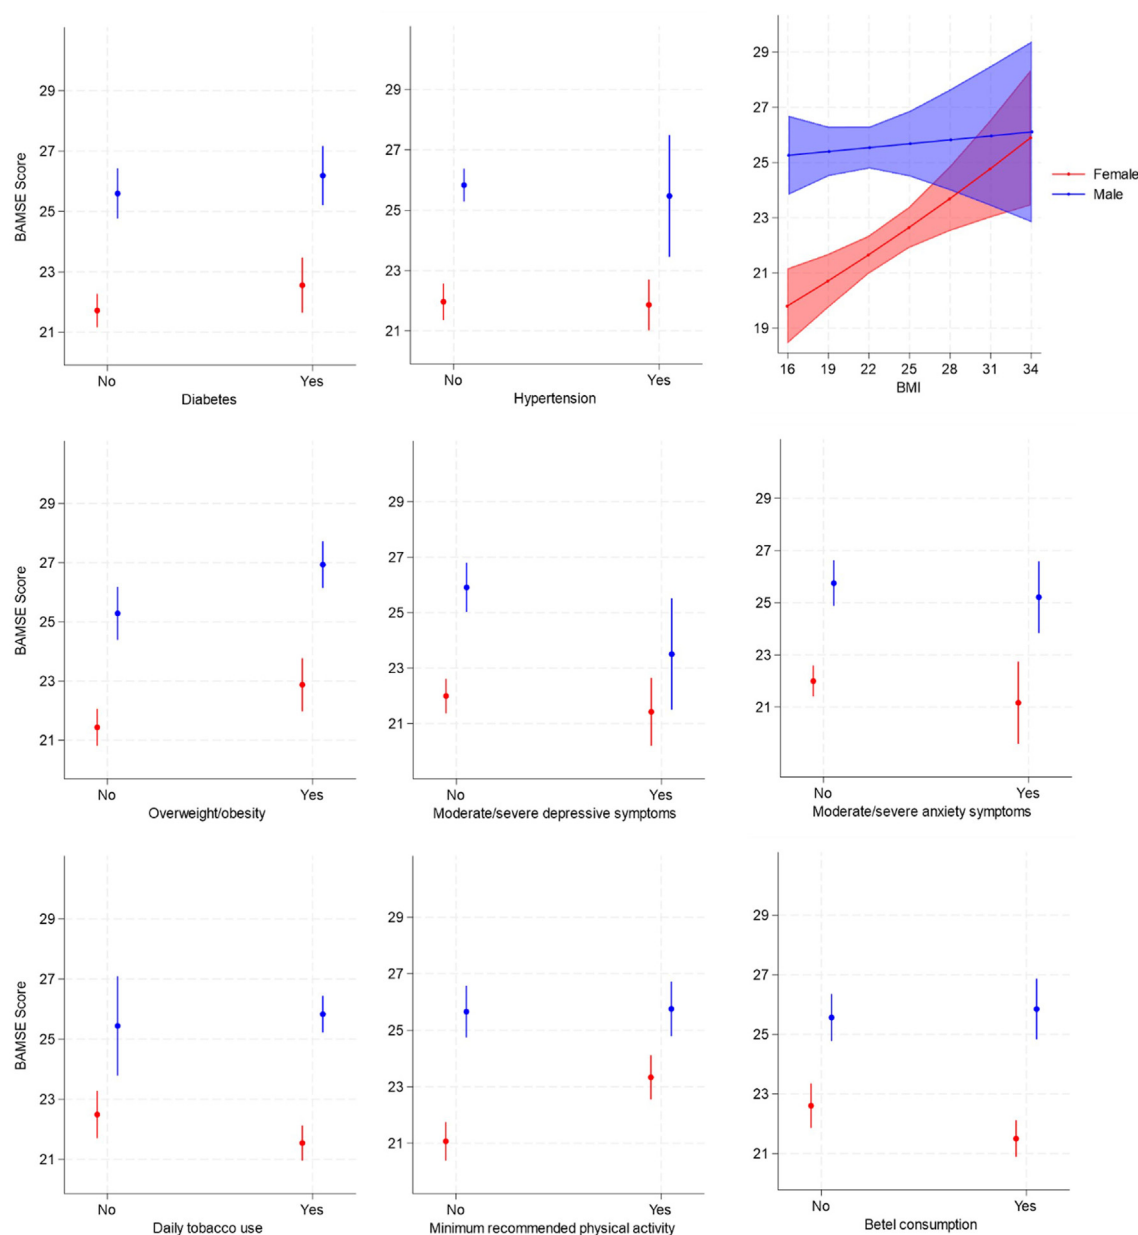 BAMSE Score
29
27
25
23
21
No Yes
Diabetes
29
27
25
23
21
No Yes
Hypertension
29
27
25
23
21
19
16 19 22 25 28 31 34
BMI
Female
Male
BAMSE Score
29
27
25
23
21
No Yes
Overweight/obesity
29
27
25
23
21
No Yes
Moderate/severe depressive symptoms
29
27
25
23
21
No Yes
Moderate/severe anxiety symptoms
BAMSE Score
29
27
25
23
21
No Yes
Daily tobacco use
29
27
25
23
21
No Yes
Minimum recommended physical activity
29
27
25
23
21
No Yes
Betel consumption